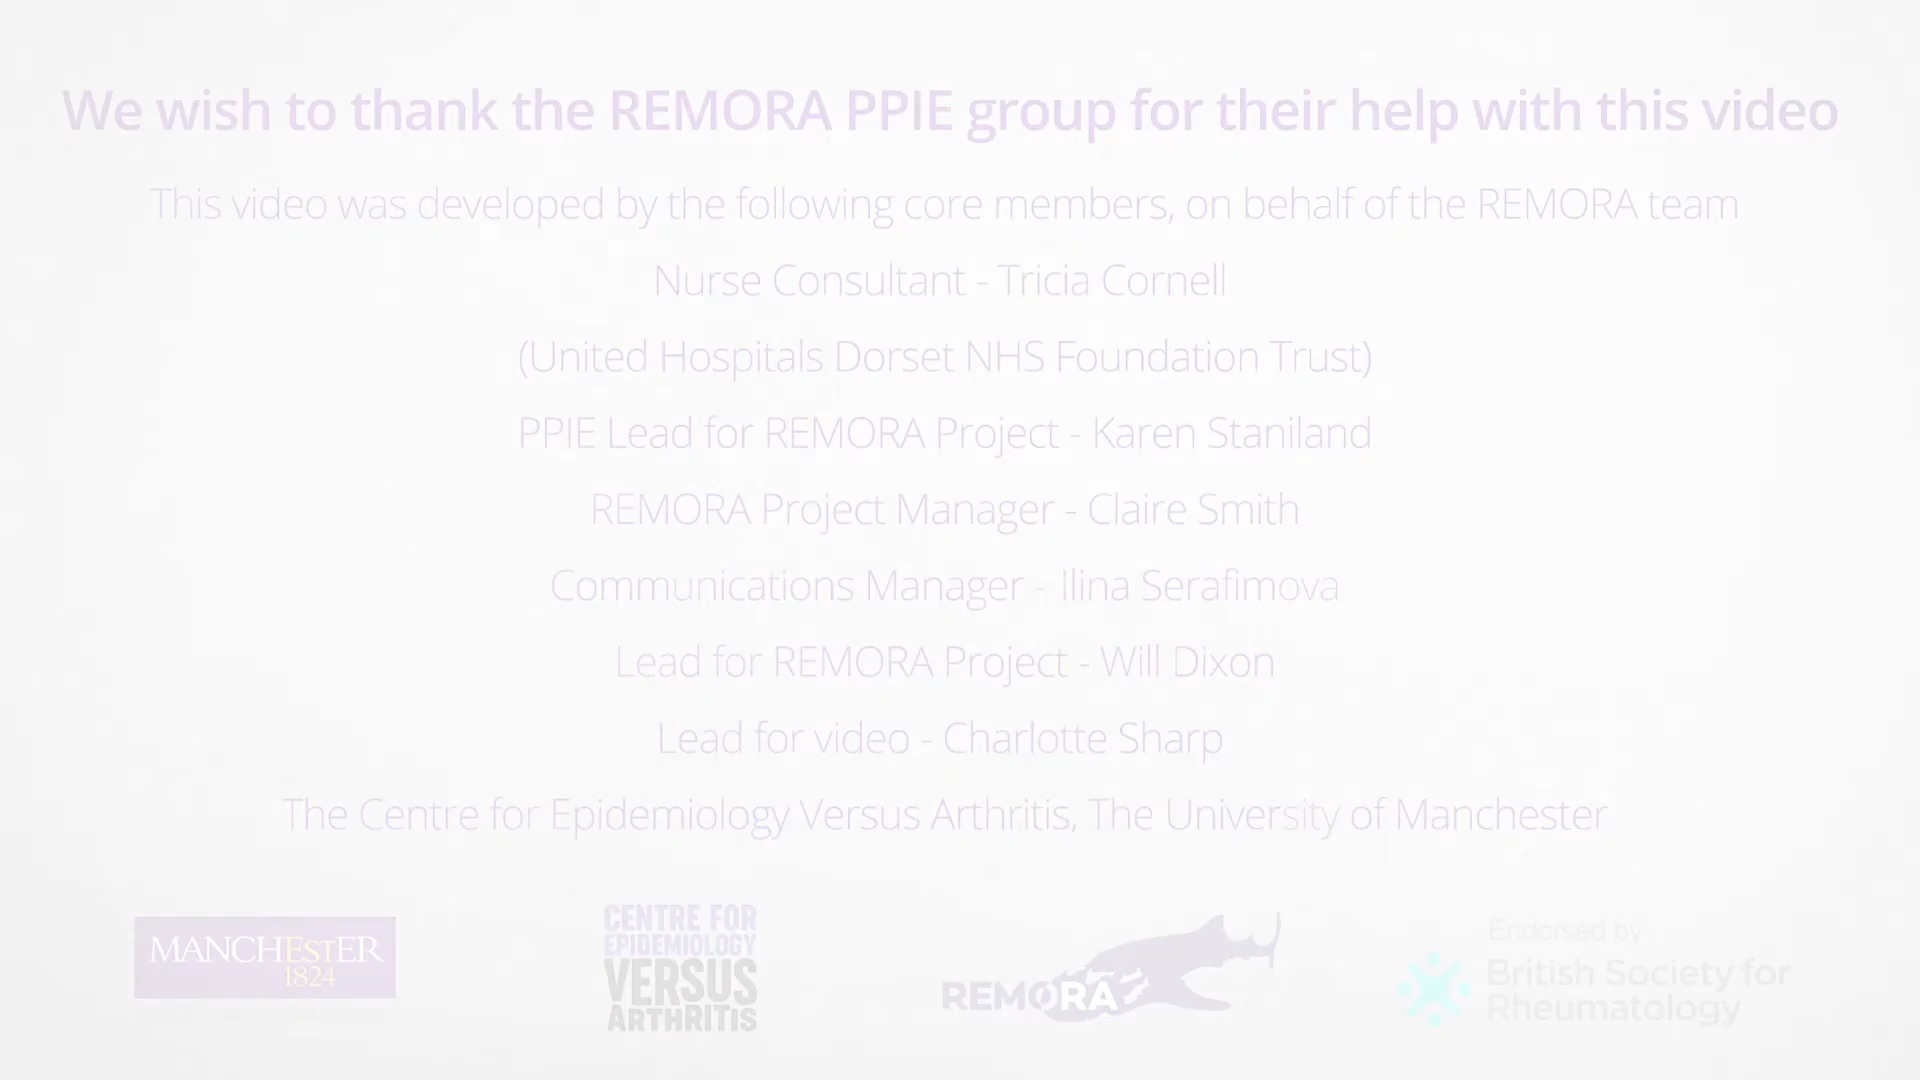 We wish to thank the REMORA PPIE group for their help with this video
This video was developed by the following core members, on behalf of the REMORA team
Nurse Consultant - Tricia Cornell
(United Hospitals Dorset NHS Foundation Trust)
PPIE Lead for REMORA Project - Karen Staniland
REMORA Project Manager - Claire Smith
Communications Manager - Ilina Serafimova
Lead for REMORA Project - Will Dixon
Lead for video - Charlotte Sharp
The Centre for Epidemiology Versus Arthritis, The University of Manchester
MANCHESTER
1824
CENTRE FOR
EPIDEMIOLOGY
VERSUS
ARTHRITIS
REMORA
Endorsed by
British Society for
Rheumatology